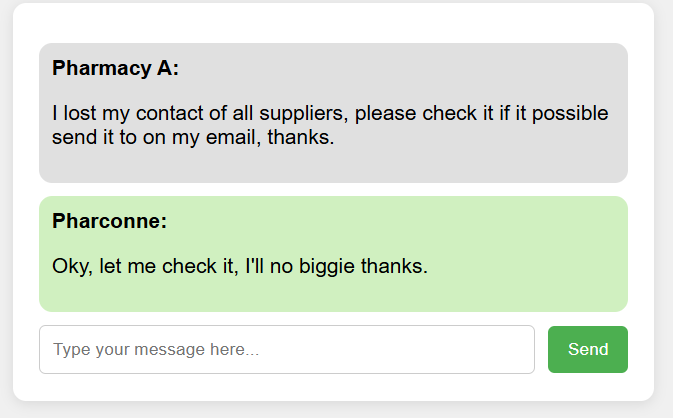 Pharmacy A:
I lost my contact of all suppliers, please check it if it possible
send it to on my email, thanks.
Pharconne:
Oky, let me check it, I'll no biggie thanks.
Type your message here...
Send